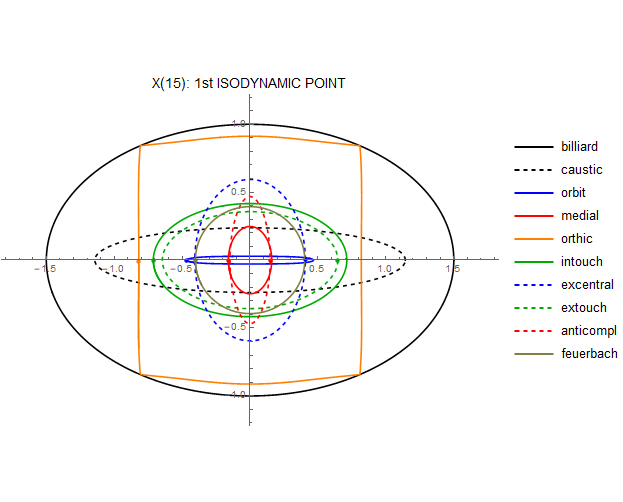 X(15): 1st ISODYNAMIC POINT
1.0
0.5
-1.5
-1.0
-0.5
0.5
1.0
1.5
-0.5
-1.0
billiard
caustic
orbit
medial
orthic
intouch
excentral
extouch
anticompl
feuerbach